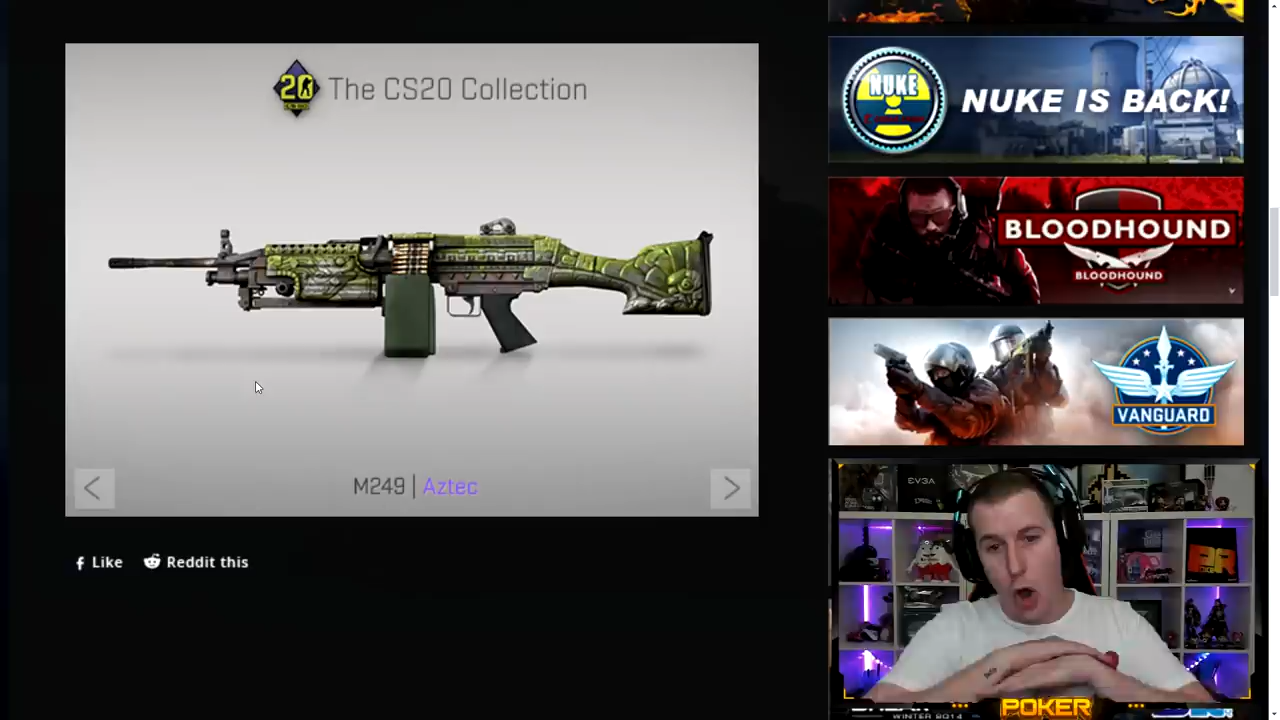 20
The CS20 Collection
M249 | Aztec
Like
Reddit this
NUKE
NUKE IS BACK!
BLOODHOUND
BLOODHOUND
VANGUARD
EVGA
POKER
WINTER 2014